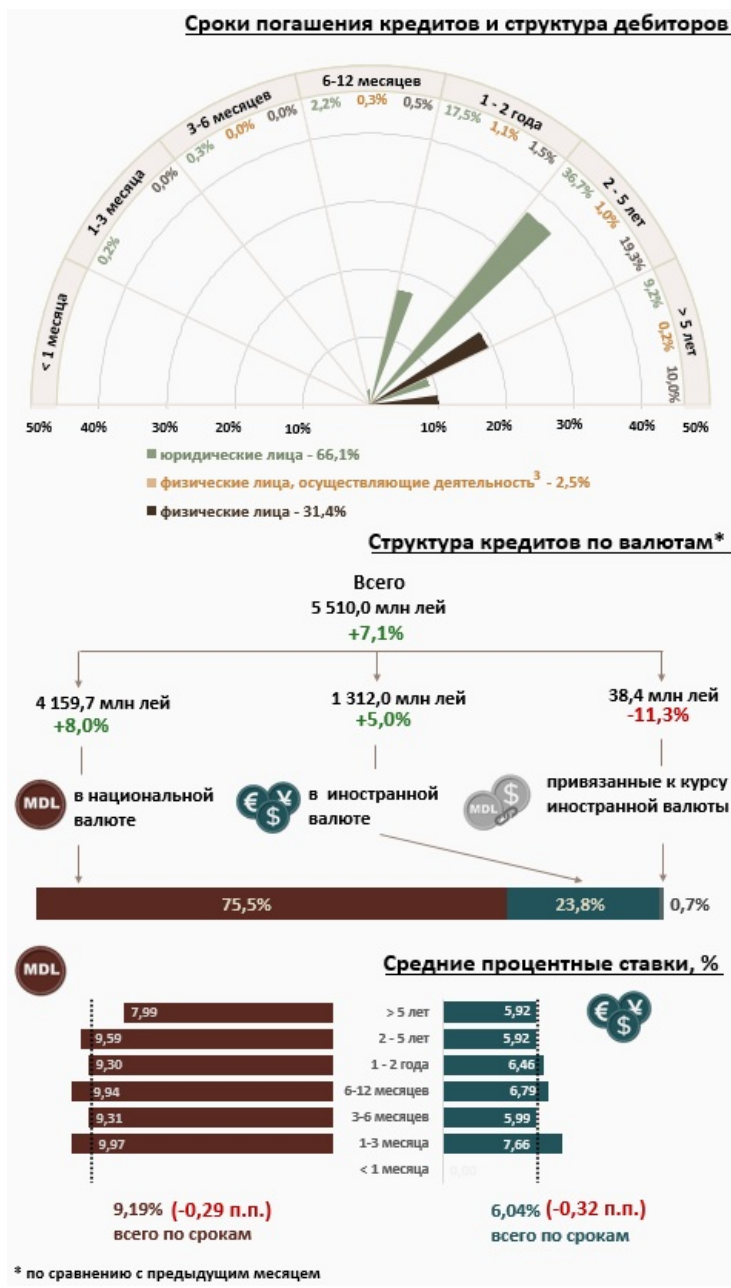 Сроки погашения кредитов и структура дебиторов
< 1 месяца
1-3 месяца
3-6 месяцев
6-12 месяцев
1 - 2 года
2 - 5 лет
> 5 лет
0,2%
0,0%
0,3%
0,0%
0,0%
2,2%
0,3%
0,5%
17,5%
1,1%
1,5%
36,7%
1,0%
19,3%
9,2%
0,2%
10,0%
50% 40% 30% 20% 10% 10% 20% 30% 40% 50%
юридические лица - 66,1%
физические лица, осуществляющие деятельность3 - 2,5%
физические лица - 31,4%
Структура кредитов по валютам*
Всего
5 510,0 млн лей
+7,1%
4 159,7 млн лей
+8,0%
1 312,0 млн лей
+5,0%
38,4 млн лей
-11,3%
MDL
в национальной
валюте
€ ¥ $
в иностранной
валюте
MDL $
привязанные к курсу
иностранной валюты
75,5% 23,8% 0,7%
MDL
Средние процентные ставки, %
€ ¥ $
7,99 > 5 лет 5,92
9,59 2 - 5 лет 5,92
9,30 1 - 2 года 6,46
9,94 6-12 месяцев 6,79
9,31 3-6 месяцев 5,99
9,97 1-3 месяца 7,66
< 1 месяца 0,00
9,19% (-0,29 п.п.)
всего по срокам
6,04% (-0,32 п.п.)
всего по срокам
* по сравнению с предыдущим месяцем